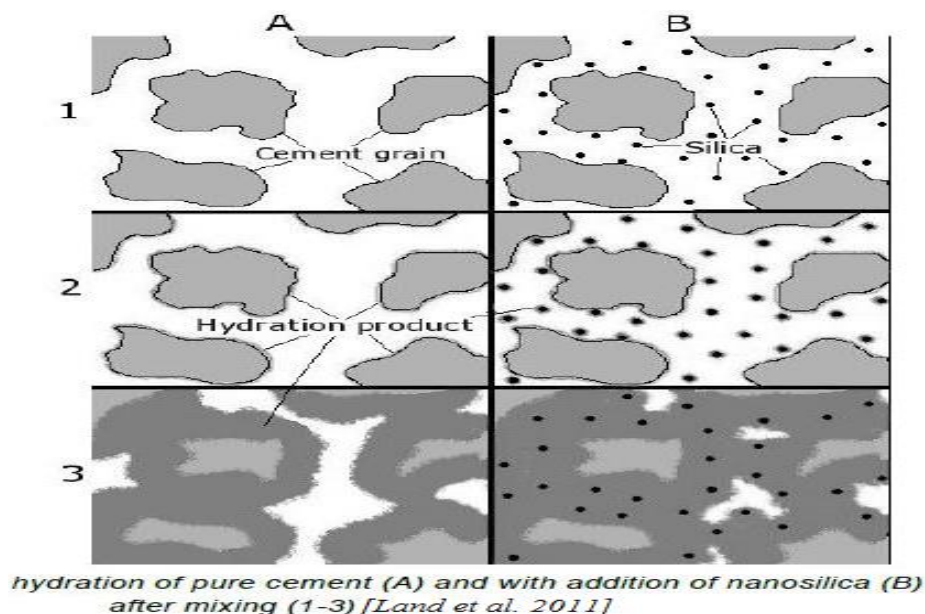 A
B
1
Cement grain
Silica
2
Hydration product
3
hydration of pure cement (A) and with addition of nanosilica (B)
after mixing (1-3) [Land et al. 2011]